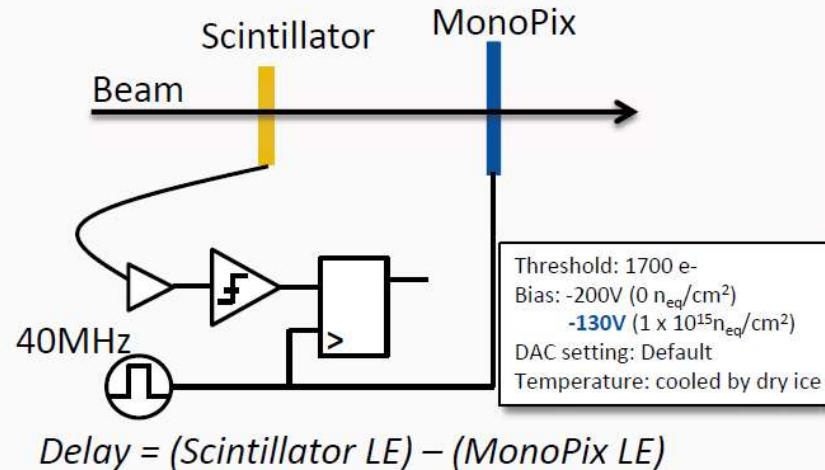 Scintillator
MonoPix
Beam
40MHz
>
Threshold: 1700 e-
Bias: -200V (0 nₑq/cm²)
-130V (1 x 10¹⁵nₑq/cm²)
DAC setting: Default
Temperature: cooled by dry ice
Delay = (Scintillator LE) – (MonoPix LE)